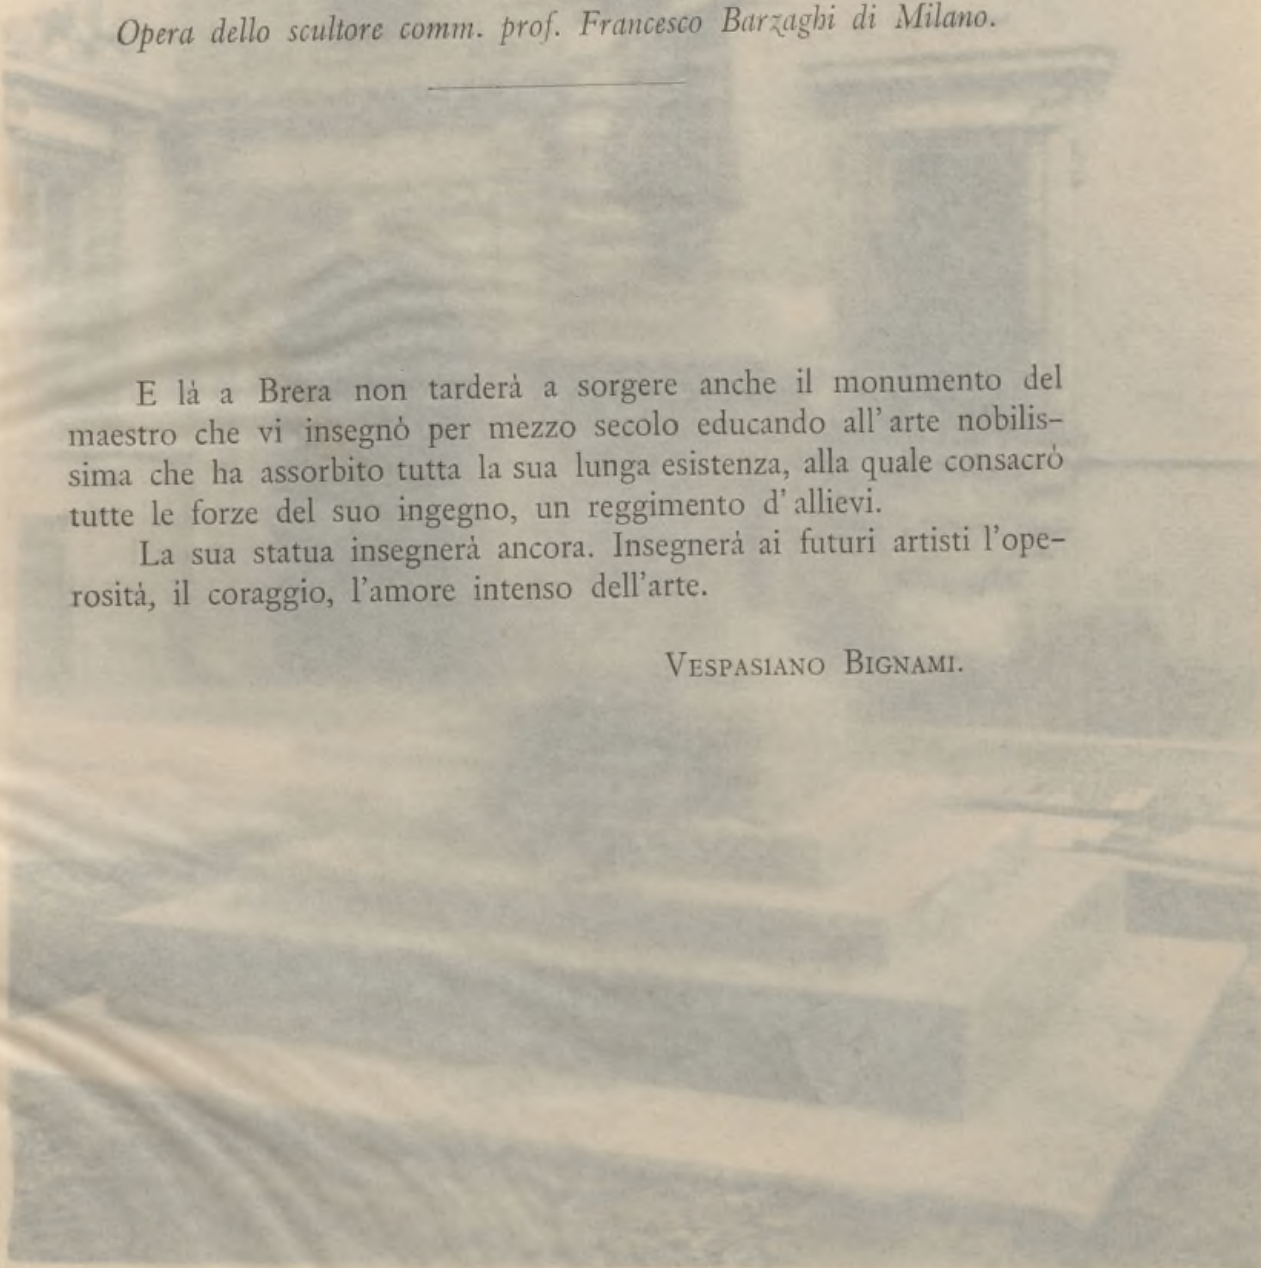 Opera dello scultore comm. prof. Francesco Barzaghi di Milano.
E là a Brera non tarderà a sorgere anche il monumento del
maestro che vi insegnò per mezzo secolo educando all' arte nobilis-
sima che ha assorbito tutta la sua lunga esistenza, alla quale consacrò
tutte le forze del suo ingegno, un reggimento d' allievi.
La sua statua insegnerà ancora. Insegnerà ai futuri artisti l'ope-
rosità, il coraggio, l'amore intenso dell'arte.
VESPASIANO BIGNAMI.